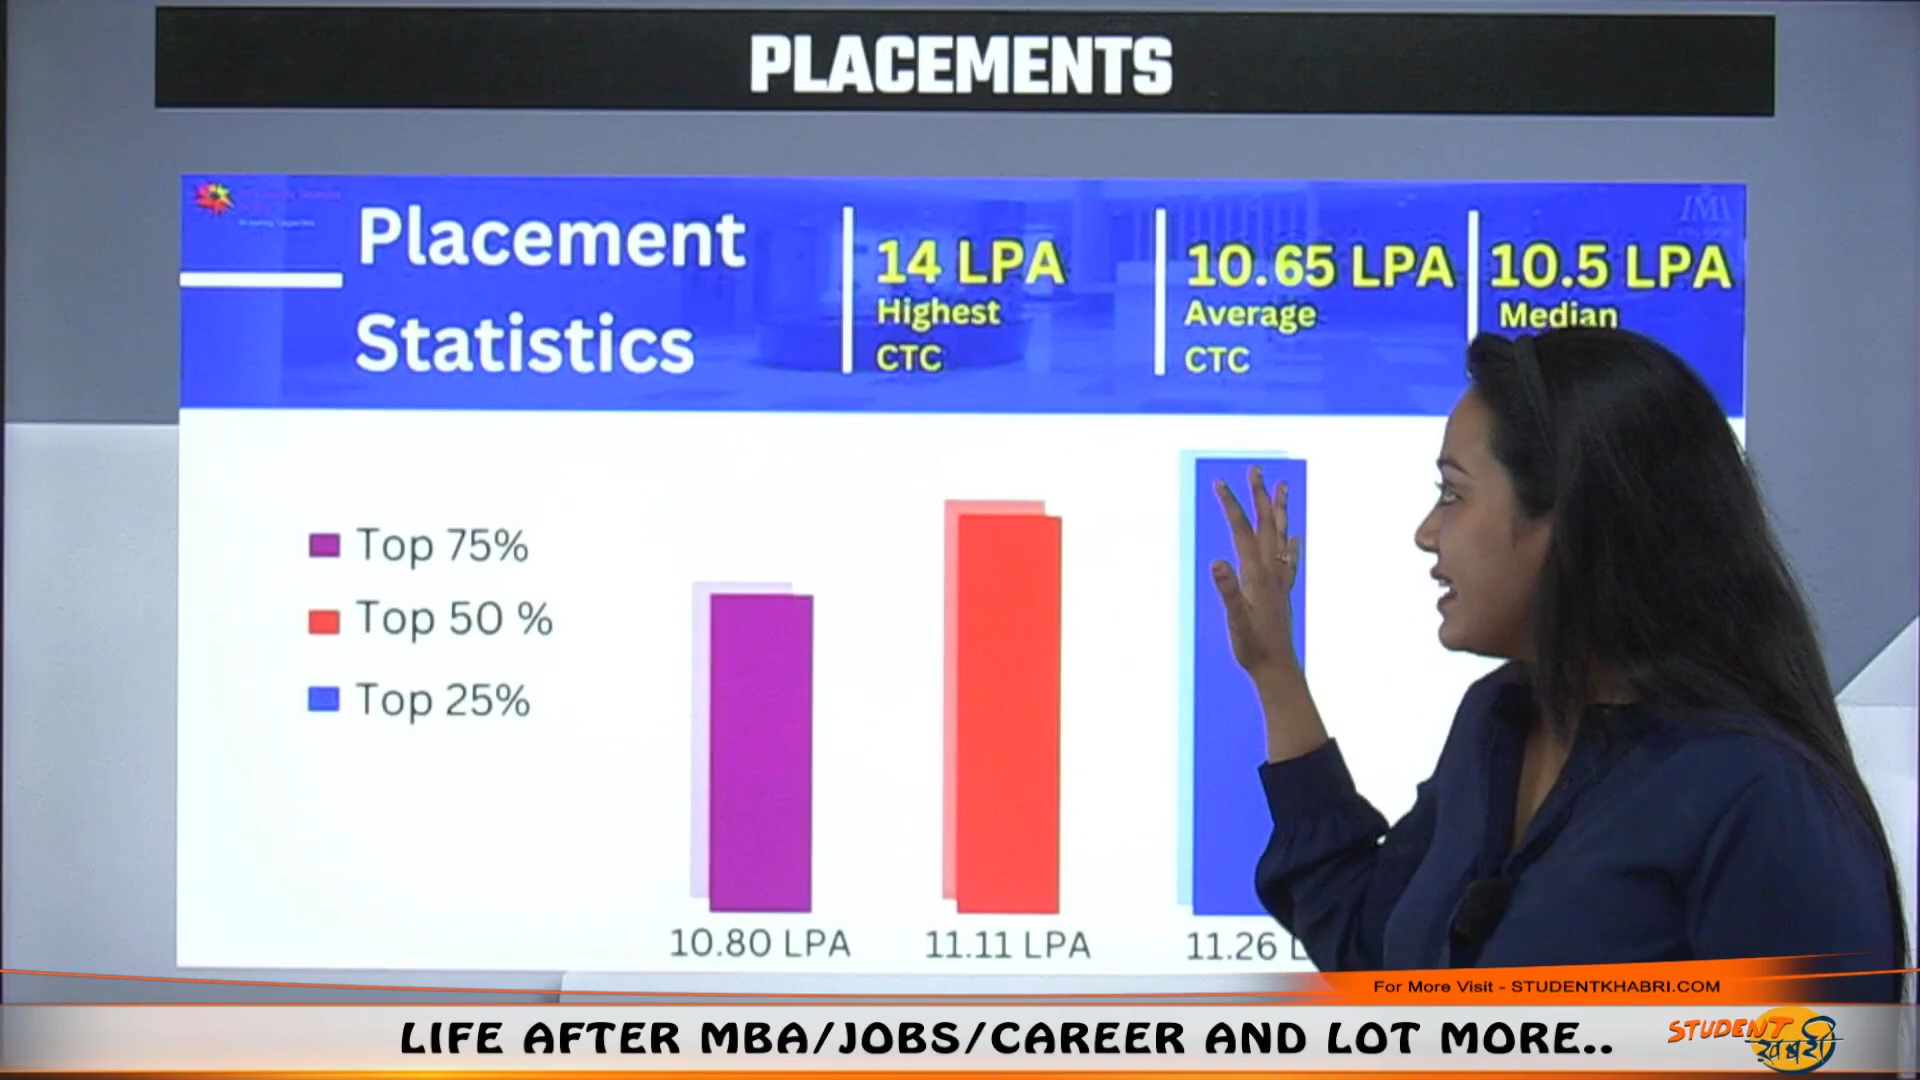 PLACEMENTS
Placement
Statistics
14 LPA
Highest
CTC
10.65 LPA
Average
CTC
10.5 LPA
Median
IMI
Top 75%
Top 50 %
Top 25%
10.80 LPA
11.11 LPA
11.26 L
For More Visit - STUDENTKHABRI.COM
LIFE AFTER MBA/JOBS/CAREER AND LOT MORE..
STUDENT
खबरी